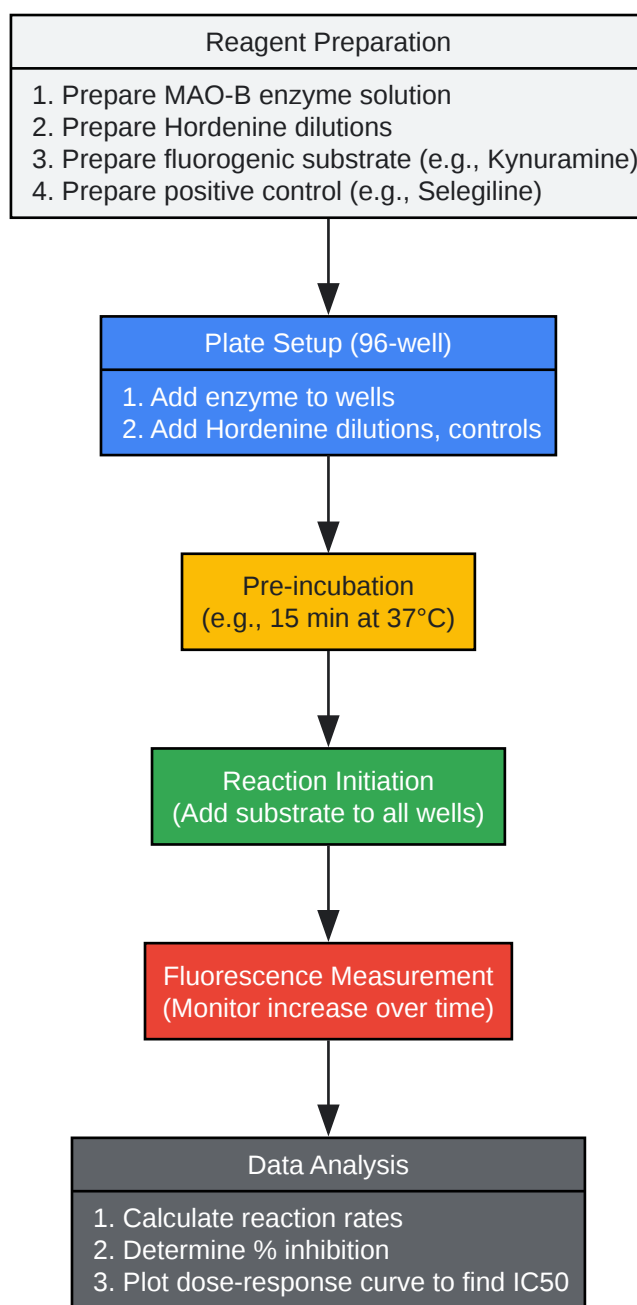 Reagent Preparation
1. Prepare MAO-B enzyme solution
2. Prepare Hordenine dilutions
3. Prepare fluorogenic substrate (e.g., Kynuramine)
4. Prepare positive control (e.g., Selegiline)
Plate Setup (96-well)
1. Add enzyme to wells
2. Add Hordenine dilutions, controls
Pre-incubation
(e.g., 15 min at 37°C)
Reaction Initiation
(Add substrate to all wells)
Fluorescence Measurement
(Monitor increase over time)
Data Analysis
1. Calculate reaction rates
2. Determine % inhibition
3. Plot dose-response curve to find IC50